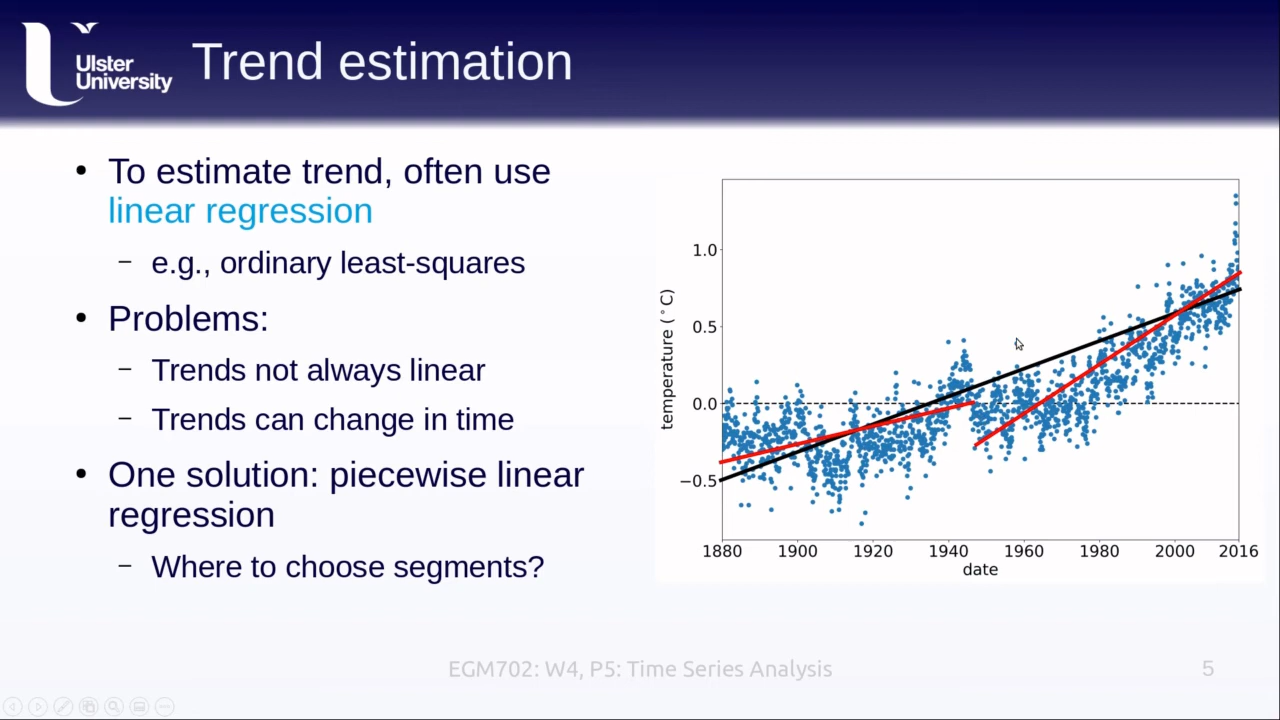 Ulster
University
Trend estimation
• To estimate trend, often use
linear regression
– e.g., ordinary least-squares
• Problems:
– Trends not always linear
– Trends can change in time
• One solution: piecewise linear
regression
– Where to choose segments?
1.0
0.5
0.0
−0.5
temperature (°C)
1880 1900 1920 1940 1960 1980 2000 2016
date
EGM702: W4, P5: Time Series Analysis
5